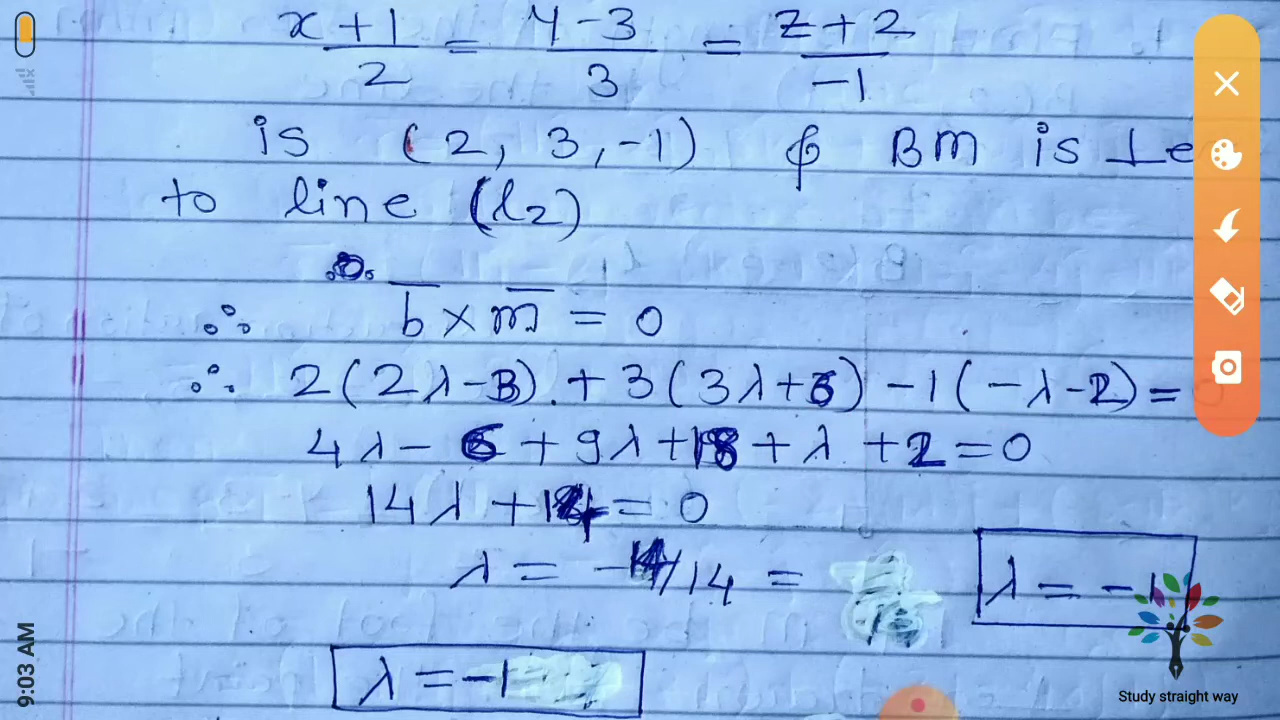 x + 1 / 2 = y - 3 / 3 = z + 2 / -1
is (2, 3, -1) & BM is ⊥e
to line (l2)
∴ b̅ × m̅ = 0
∴ 2(2λ-3) + 3(3λ+6) -1(-λ-2) = 0
4λ - 6 + 9λ + 18 + λ + 2 = 0
14λ + 14 = 0
λ = -14/14 =
λ = -1
λ = -1
Study straight way
9:03 AM